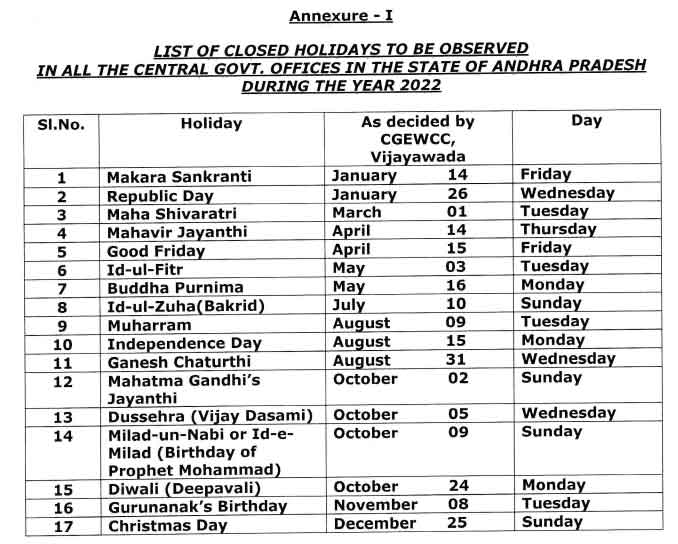 Annexure - I
LIST OF CLOSED HOLIDAYS TO BE OBSERVED
IN ALL THE CENTRAL GOVT. OFFICES IN THE STATE OF ANDHRA PRADESH
DURING THE YEAR 2022
Sl.No. Holiday As decided by Day
CGEWCC,
Vijayawada
1 Makara Sankranti January 14 Friday
2 Republic Day January 26 Wednesday
3 Maha Shivaratri March 01 Tuesday
4 Mahavir Jayanthi April 14 Thursday
5 Good Friday April 15 Friday
6 Id-ul-Fitr May 03 Tuesday
7 Buddha Purnima May 16 Monday
8 Id-ul-Zuha(Bakrid) July 10 Sunday
9 Muharram August 09 Tuesday
10 Independence Day August 15 Monday
11 Ganesh Chaturthi August 31 Wednesday
12 Mahatma Gandhi's October 02 Sunday
Jayanthi
13 Dussehra (Vijay Dasami) October 05 Wednesday
14 Milad-un-Nabi or Id-e- October 09 Sunday
Milad (Birthday of
Prophet Mohammad)
15 Diwali (Deepavali) October 24 Monday
16 Gurunanak's Birthday November 08 Tuesday
17 Christmas Day December 25 Sunday